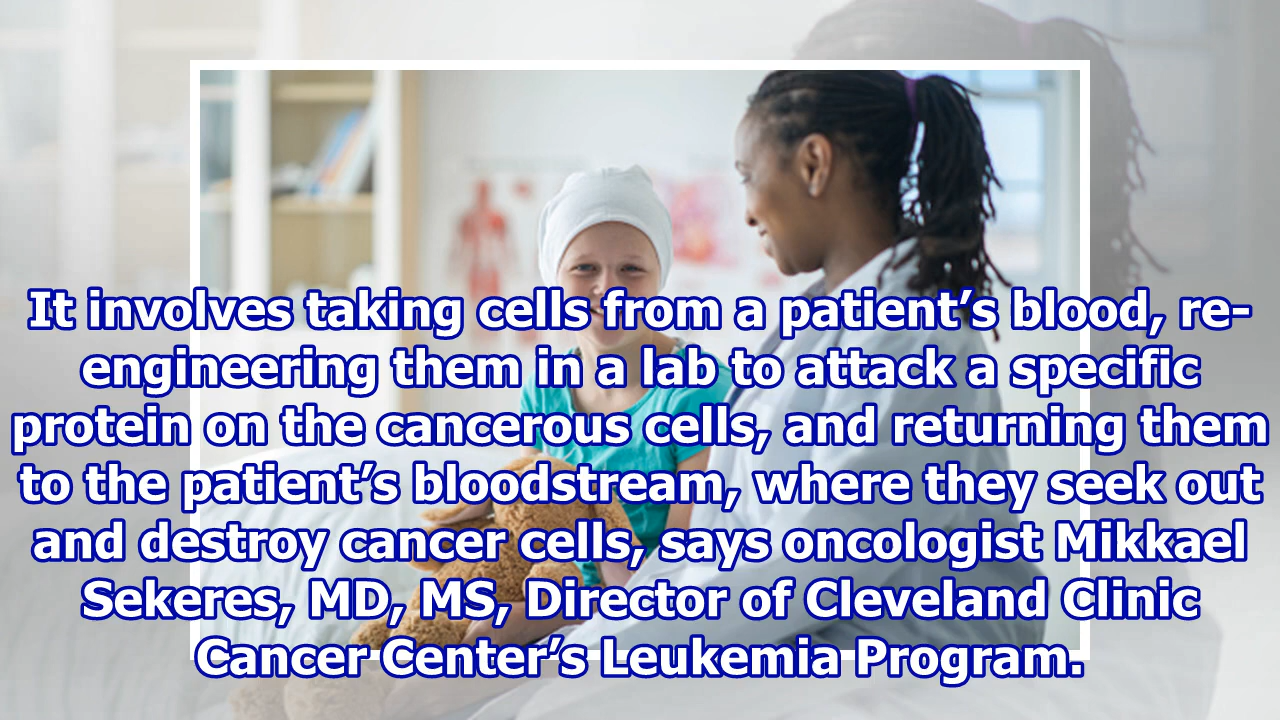 It involves taking cells from a patient’s blood, re-
engineering them in a lab to attack a specific
protein on the cancerous cells, and returning them
to the patient’s bloodstream, where they seek out
and destroy cancer cells, says oncologist Mikkael
Sekeres, MD, MS, Director of Cleveland Clinic
Cancer Center’s Leukemia Program.